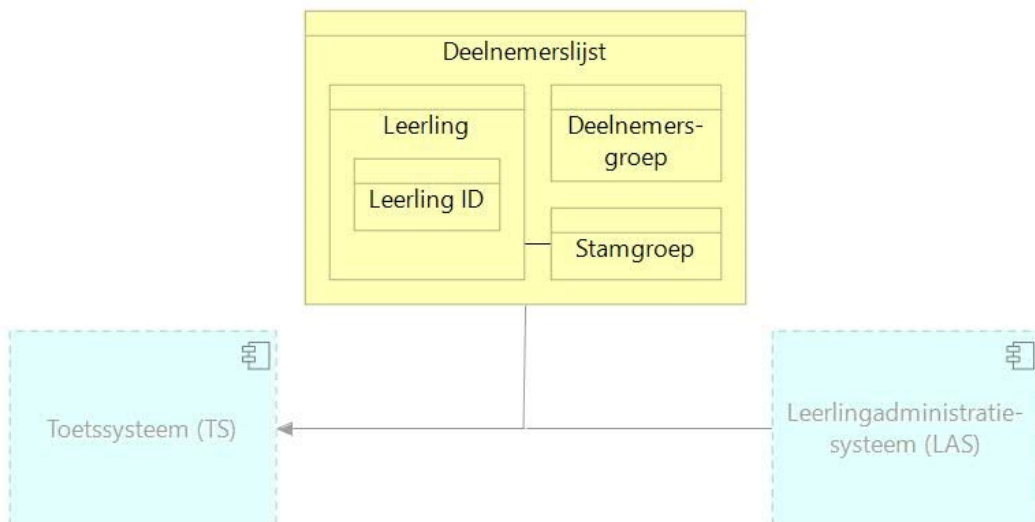 Deelnemerslijst
Leerling
Deelnemers-
groep
Leerling ID
Stamgroep
Toetssysteem (TS)
Leerlingadministratie-
systeem (LAS)